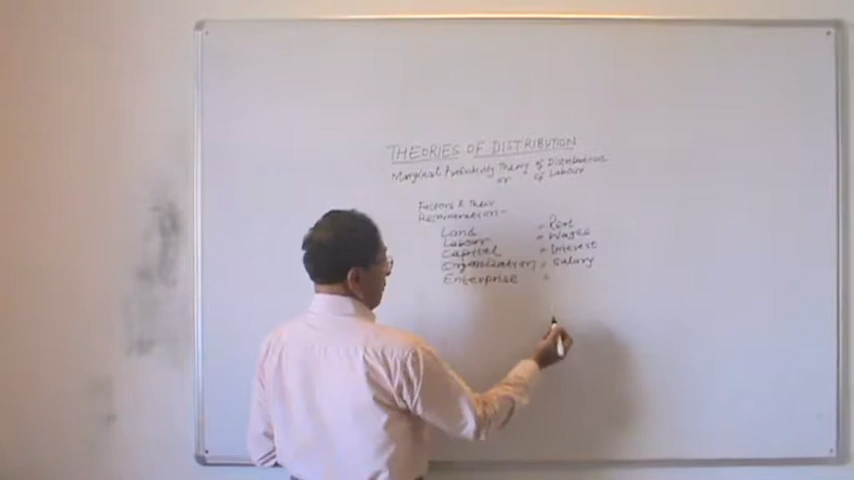 THEORIES OF DISTRIBUTION
Marginal Productivity Theory of Distribution
or of Labour
Factors & Their
Remuneration -
Land = Rent
Labour = Wages
Capital = Interest
Organization = Salary
Enterprise =